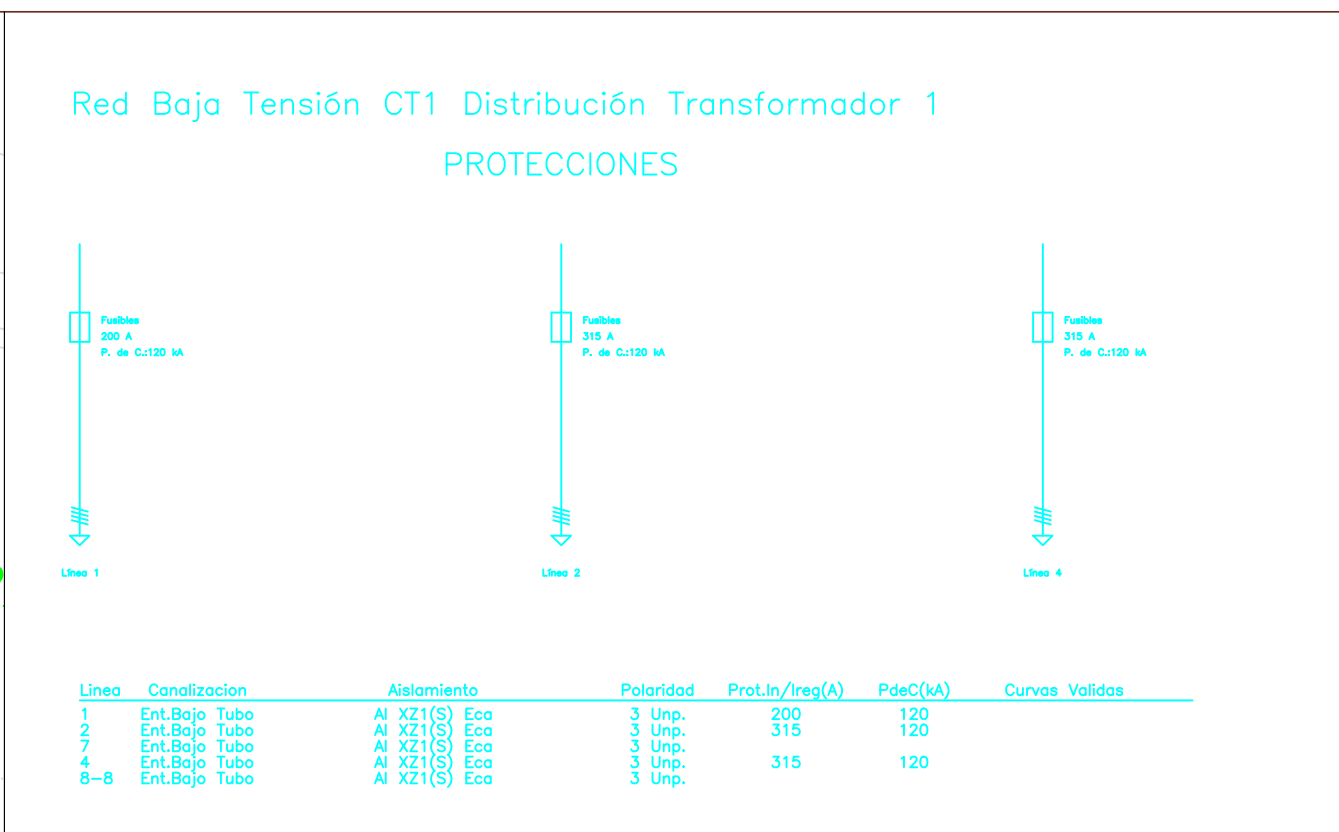 Red Baja Tensión CT1 Distribución Transformador 1
PROTECCIONES
Fusibles
200 A
P. de C.:120 kA
Fusibles
315 A
P. de C.:120 kA
Fusibles
315 A
P. de C.:120 kA
Línea 1
Línea 2
Línea 4
Linea Canalizacion Aislamiento Polaridad Prot.In/Ireg(A) PdeC(kA) Curvas Validas
1 Ent.Bajo Tubo Al XZ1(S) Eca 3 Unp. 200 120
2 Ent.Bajo Tubo Al XZ1(S) Eca 3 Unp. 315 120
7 Ent.Bajo Tubo Al XZ1(S) Eca 3 Unp.
4 Ent.Bajo Tubo Al XZ1(S) Eca 3 Unp. 315 120
8-8 Ent.Bajo Tubo Al XZ1(S) Eca 3 Unp.